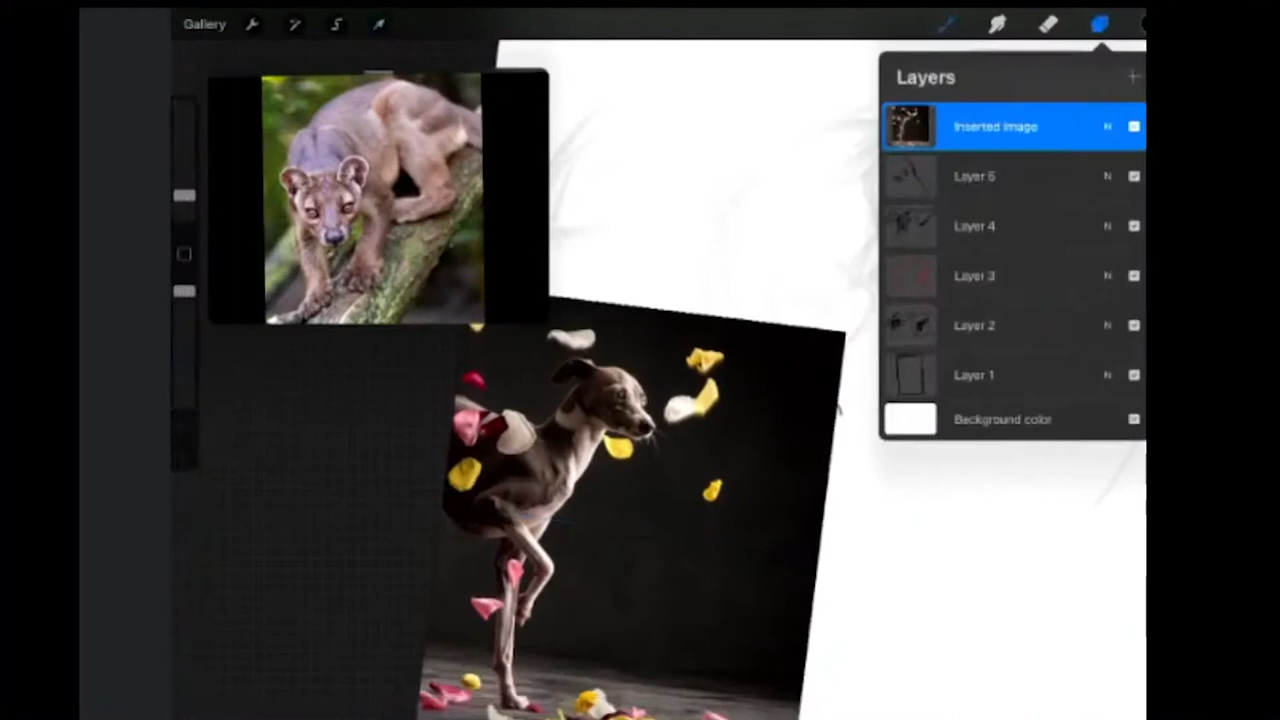 Gallery
Layers
Inserted Image N
Layer 5 N
Layer 4 N
Layer 3 N
Layer 2 N
Layer 1 N
Background color